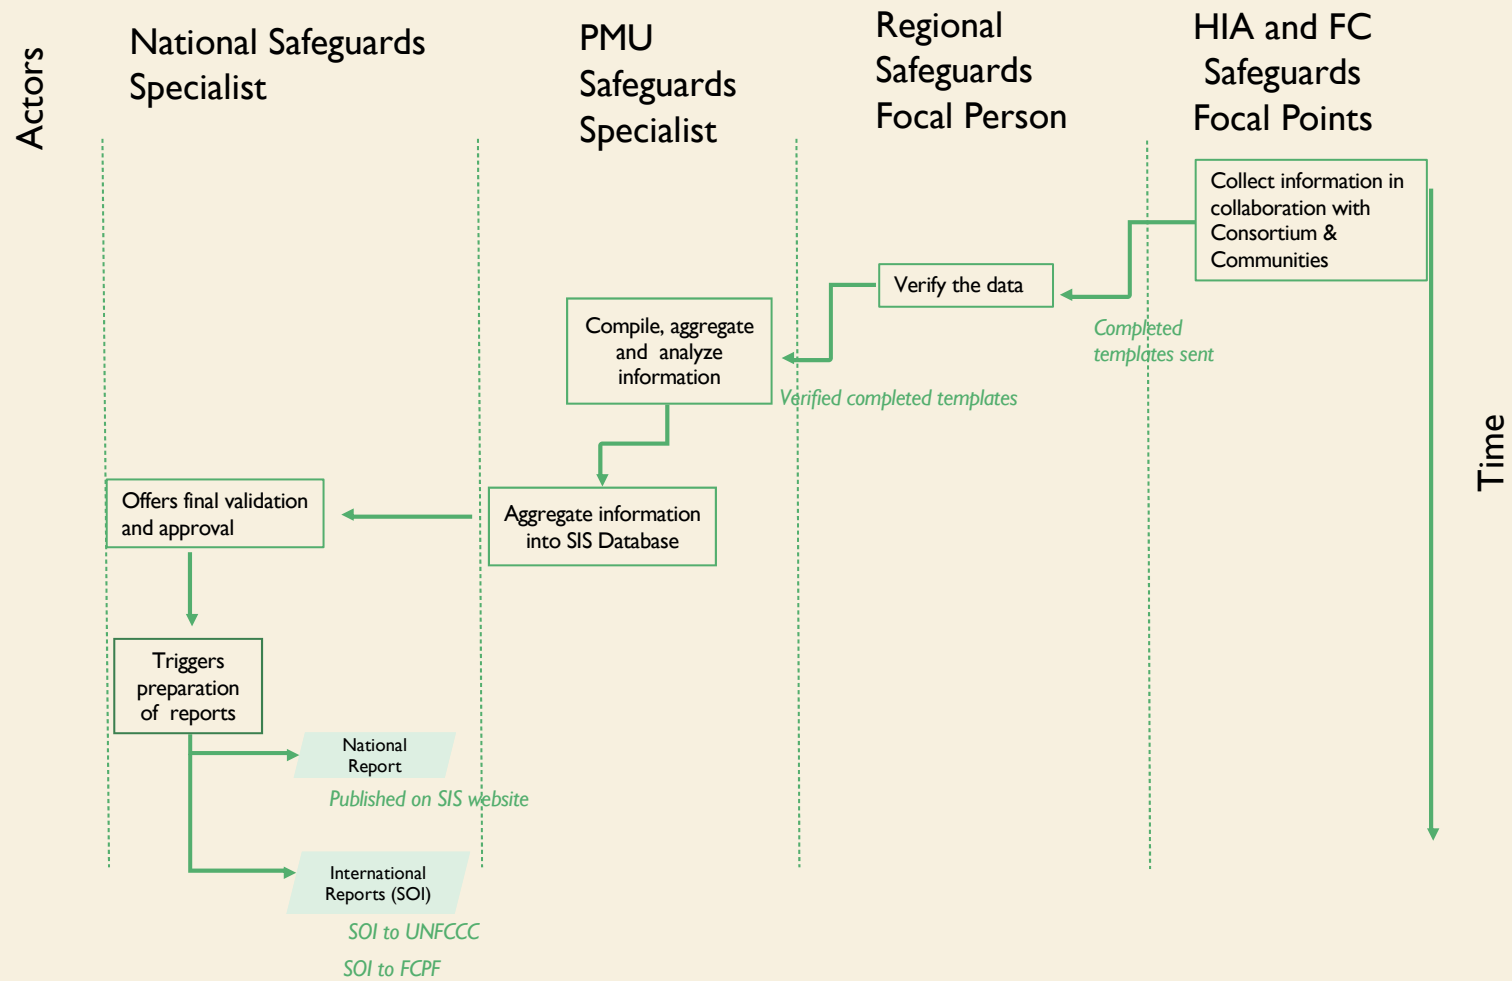 Actors
National Safeguards
Specialist
PMU
Safeguards
Specialist
Regional
Safeguards
Focal Person
HIA and FC
Safeguards
Focal Points
Collect information in
collaboration with
Consortium &
Communities
Verify the data
Completed
templates sent
Compile, aggregate
and analyze
information
Verified completed templates
Time
Offers final validation
and approval
Aggregate information
into SIS Database
Triggers
preparation
of reports
National
Report
Published on SIS website
International
Reports (SOI)
SOI to UNFCCC
SOI to FCPF